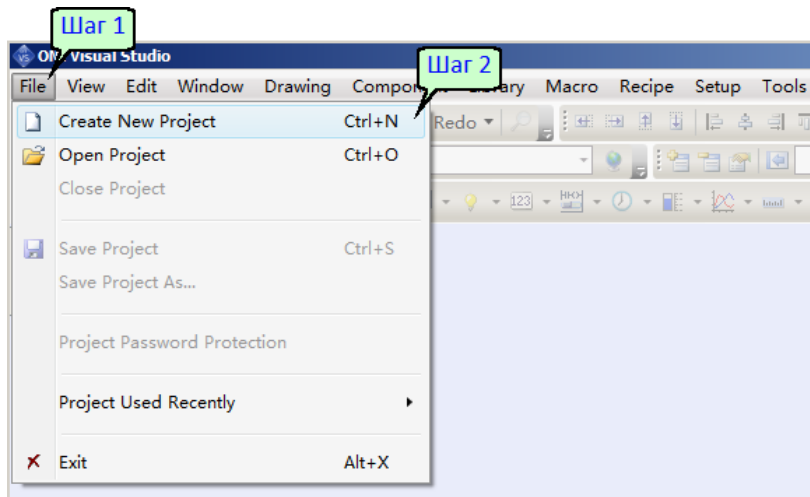 Шаг 1
Visual Studio
Шаг 2
File View Edit Window Drawing Macro Recipe Setup Tools
Create New Project Ctrl+N Redo
Open Project Ctrl+O
Close Project
123
Save Project Ctrl+S
Save Project As...
Project Password Protection
Project Used Recently
Exit Alt+X